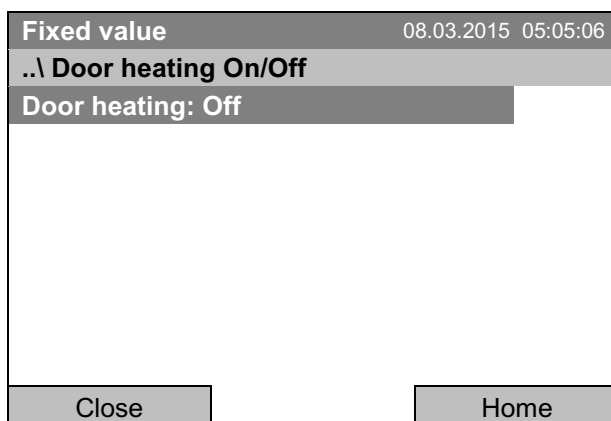 Fixed value 08.03.2015 05:05:06
..\ Door heating On/Off
Door heating: Off
Close Home